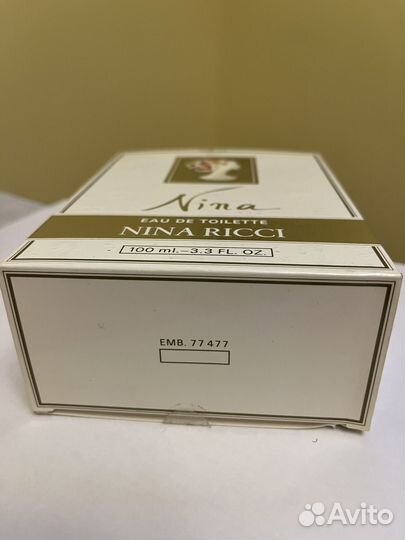 Nina
EAU DE TOILETTE
NINA RICCI
100 ml.–3.3 FL. OZ.
EMB. 77 477
Avito